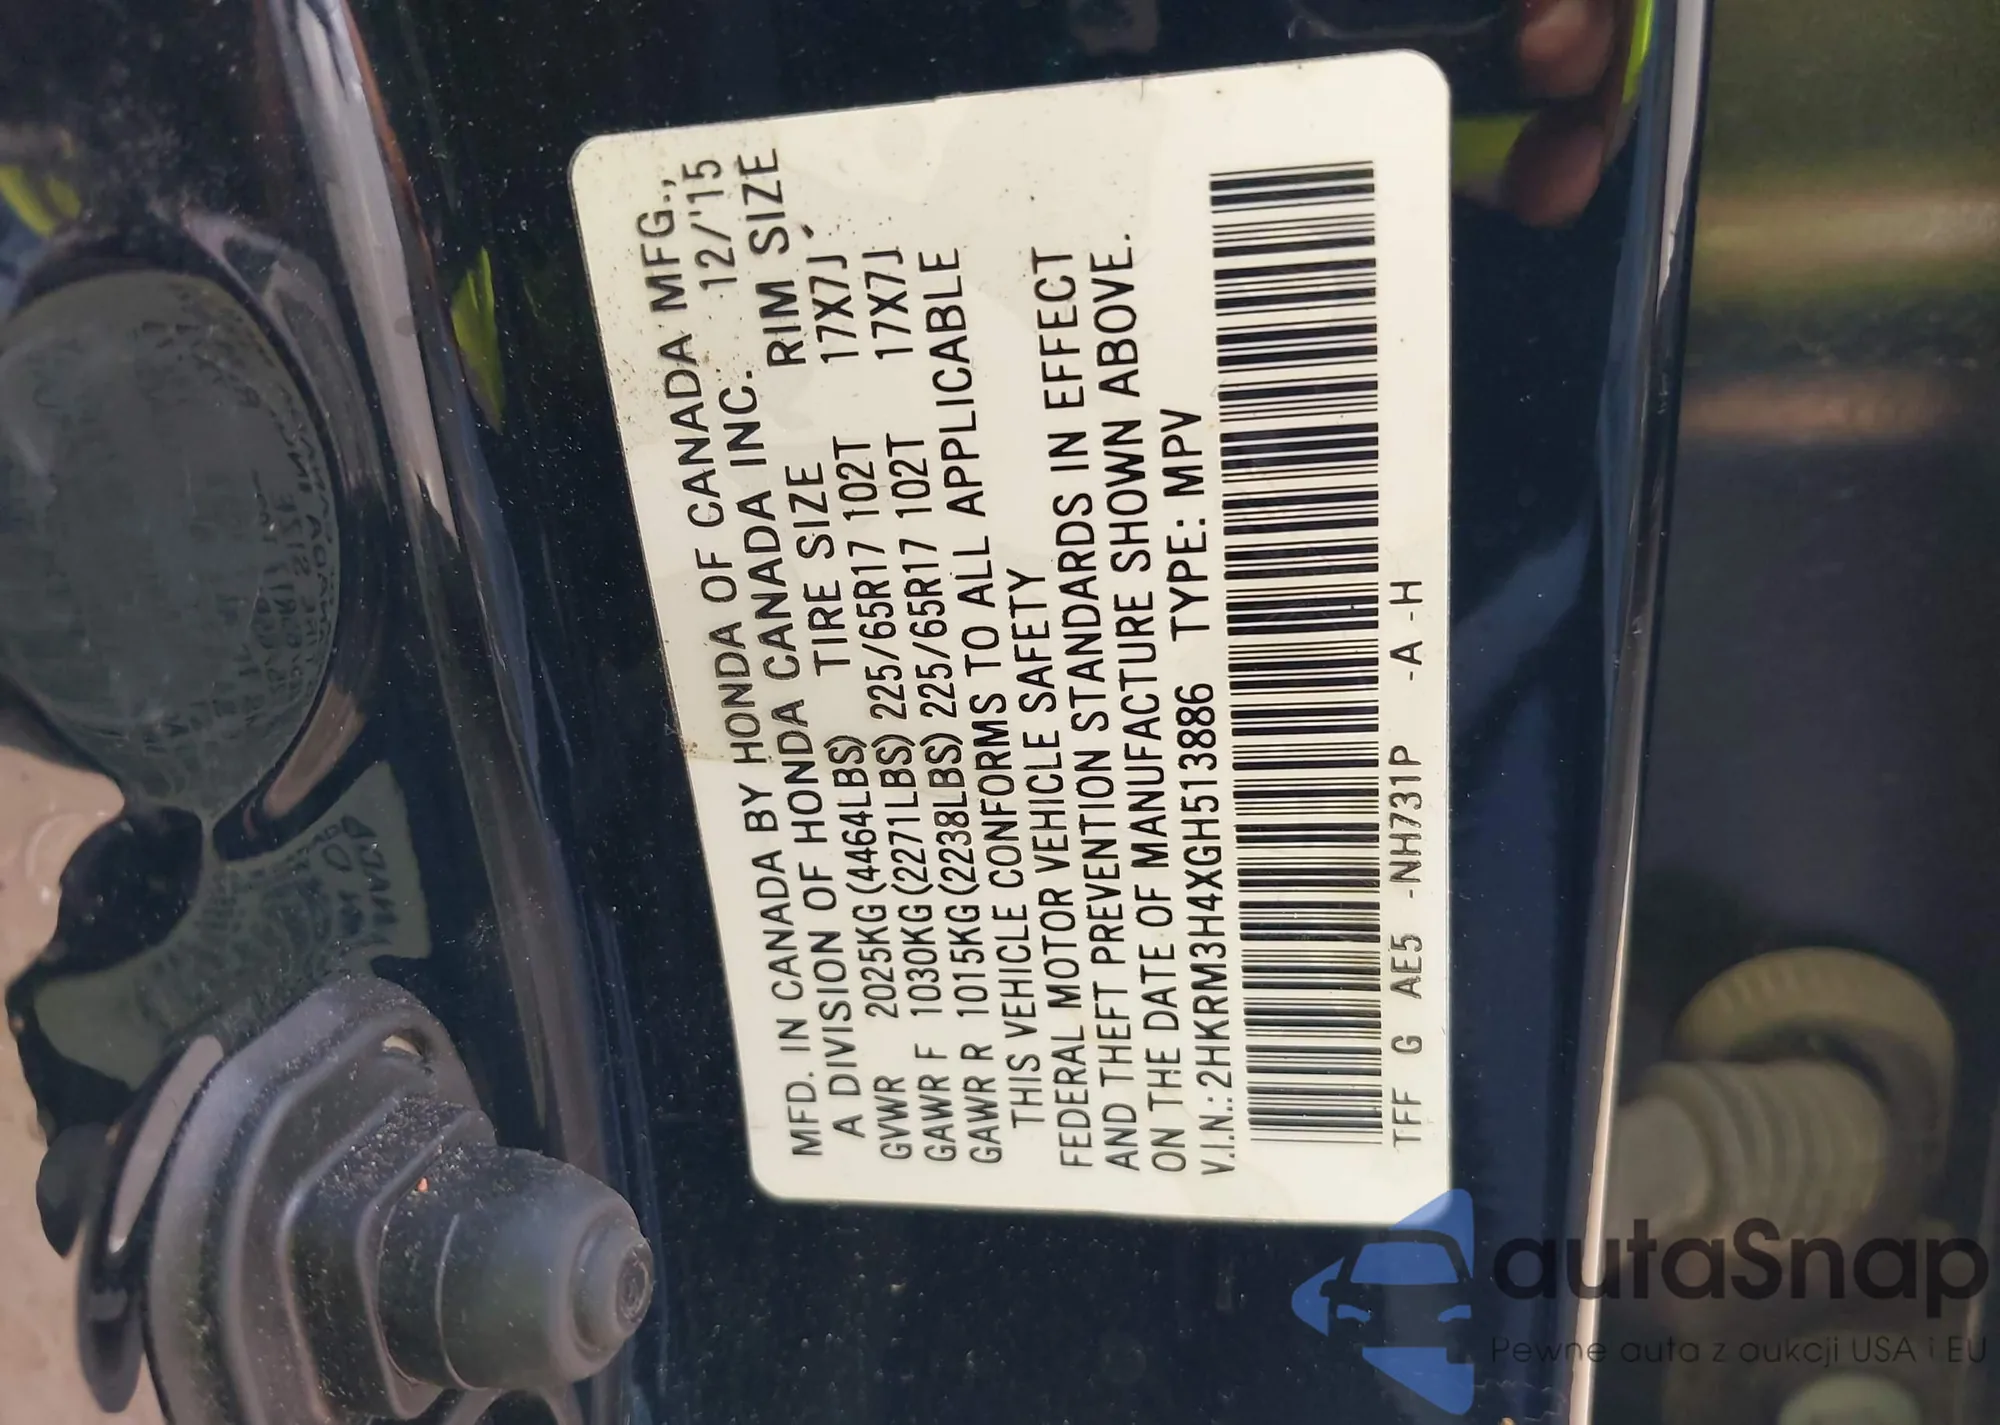 MFD. IN CANADA BY HONDA OF CANADA MFG.,
A DIVISION OF HONDA CANADA INC. 12/'15
GVWR 2025KG(4464LBS) TIRE SIZE RIM SIZE
GAWR F 1030KG(2271LBS) 225/65R17 102T 17X7J
GAWR R 1015KG(2238LBS) 225/65R17 102T 17X7J
THIS VEHICLE CONFORMS TO ALL APPLICABLE
FEDERAL MOTOR VEHICLE SAFETY
AND THEFT PREVENTION STANDARDS IN EFFECT
ON THE DATE OF MANUFACTURE SHOWN ABOVE.
V.I.N.: 2HKRM3H4XGH513886 TYPE: MPV
TFF G AE5 -NH731P -A -H
autaSnap
Pewne auta z aukcji USA i EU